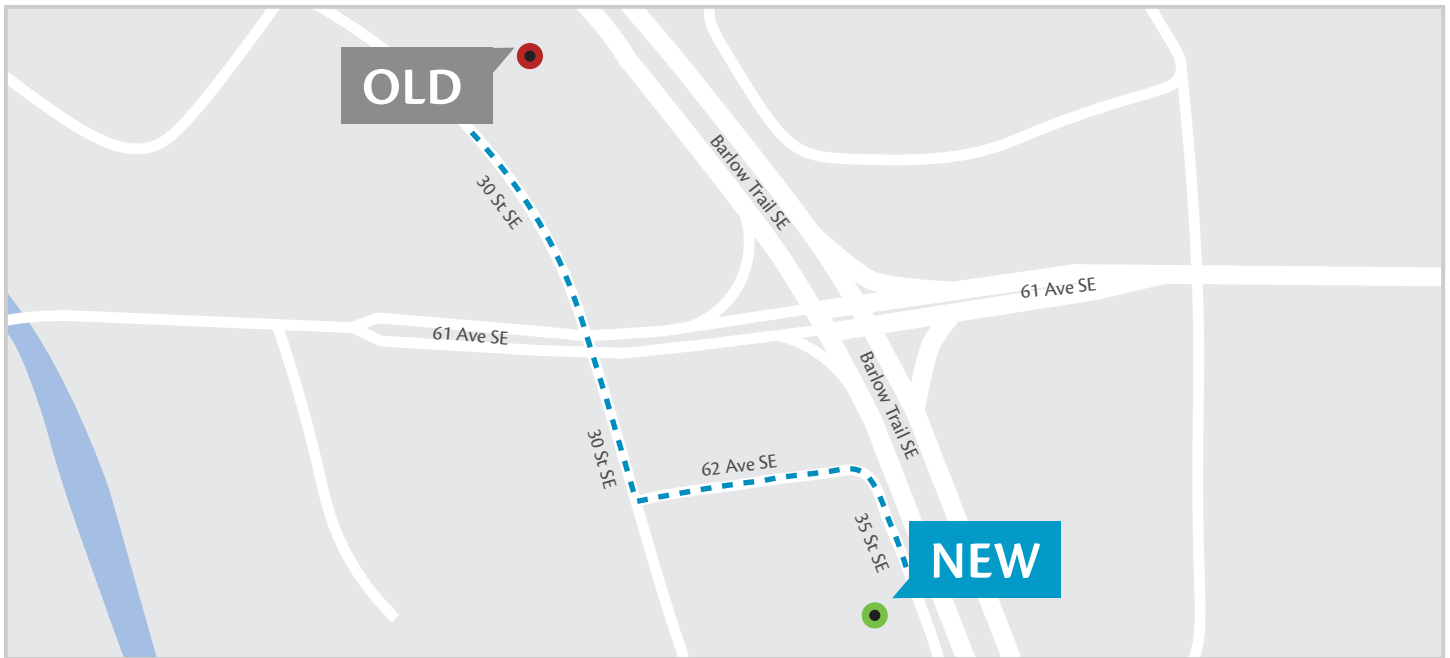 OLD
Barlow Trail SE
30 St SE
61 Ave SE
61 Ave SE
Barlow Trail SE
30 St SE
62 Ave SE
35 St SE
NEW